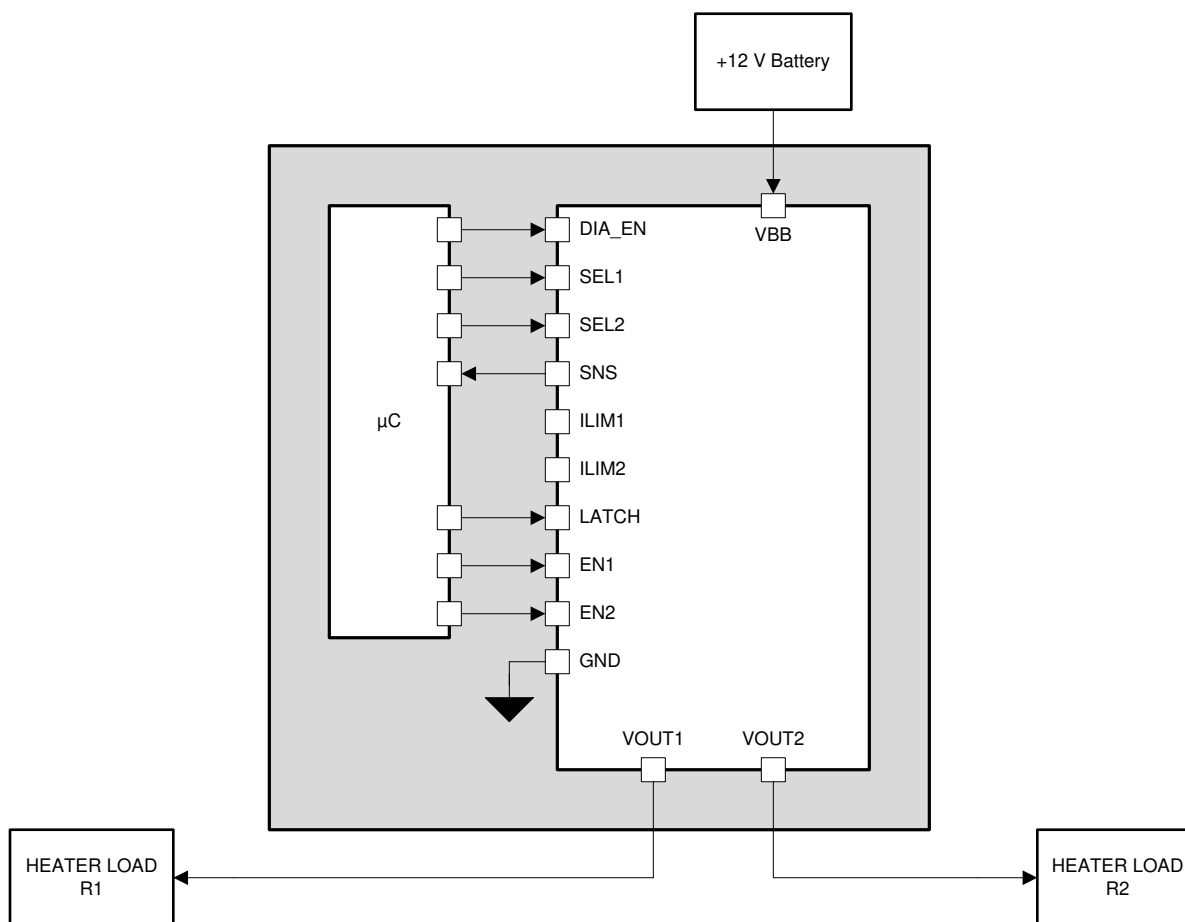 +12 V Battery
VBB
DIA_EN
SEL1
SEL2
SNS
ILIM1
ILIM2
LATCH
EN1
EN2
GND
µC
VOUT1
VOUT2
HEATER LOAD
R1
HEATER LOAD
R2